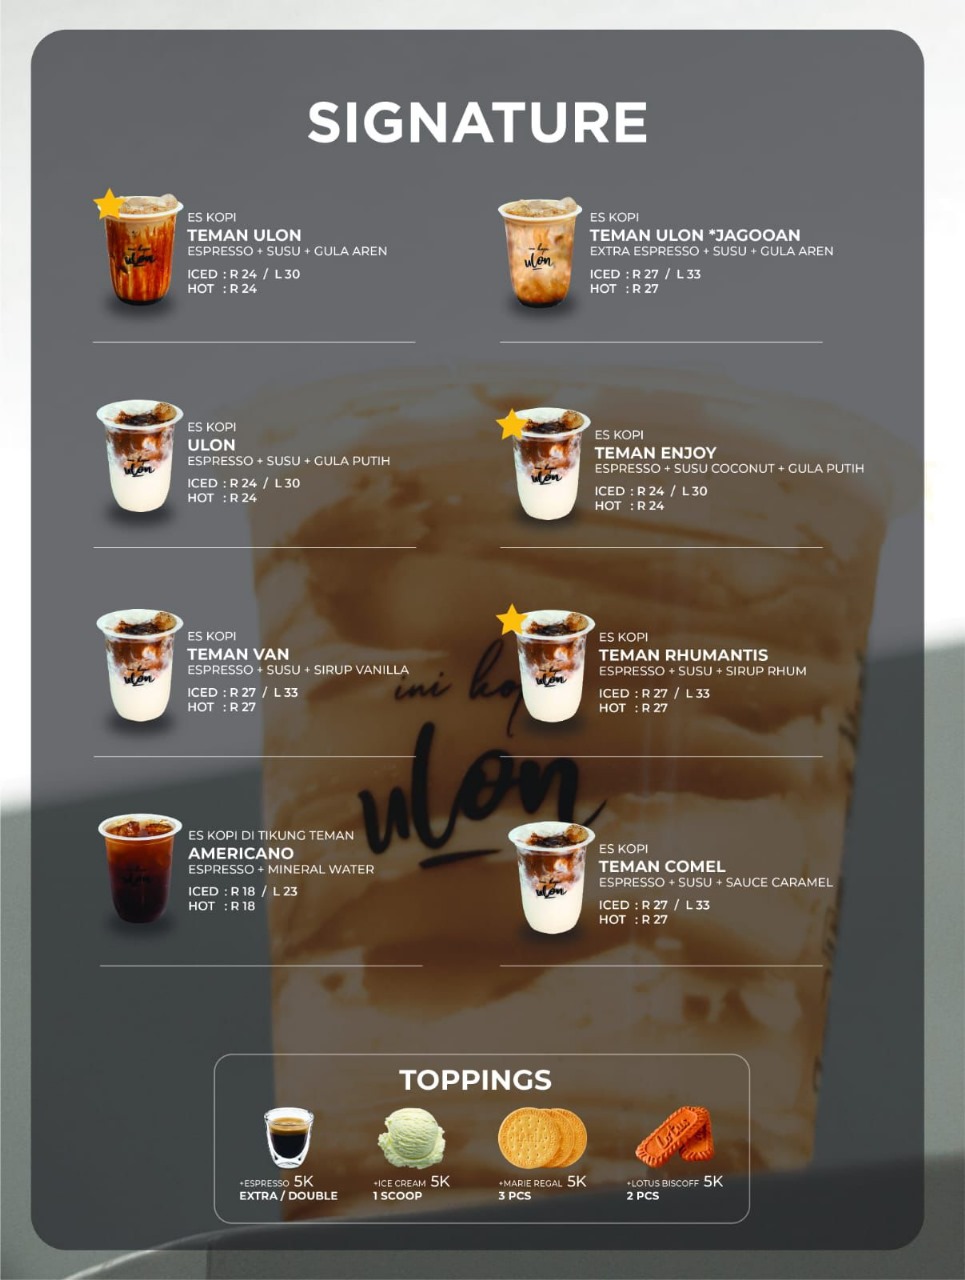 SIGNATURE
ES KOPI
TEMAN ULON
ESPRESSO + SUSU + GULA AREN
ICED : R 24 / L 30
HOT : R 24
ES KOPI
TEMAN ULON *JAGOOAN
EXTRA ESPRESSO + SUSU + GULA AREN
ICED : R 27 / L 33
HOT : R 27
ES KOPI
ULON
ESPRESSO + SUSU + GULA PUTIH
ICED : R 24 / L 30
HOT : R 24
ES KOPI
TEMAN ENJOY
ESPRESSO + SUSU COCONUT + GULA PUTIH
ICED : R 24 / L 30
HOT : R 24
ES KOPI
TEMAN VAN
ESPRESSO + SUSU + SIRUP VANILLA
ICED : R 27 / L 33
HOT : R 27
ES KOPI
TEMAN RHUMANTIS
ESPRESSO + SUSU + SIRUP RHUM
ICED : R 27 / L 33
HOT : R 27
ini kop
ulon
ES KOPI DI TIKUNG TEMAN
AMERICANO
ESPRESSO + MINERAL WATER
ICED : R 18 / L 23
HOT : R 18
ES KOPI
TEMAN COMEL
ESPRESSO + SUSU + SAUCE CARAMEL
ICED : R 27 / L 33
HOT : R 27
TOPPINGS
Lotus
+ESPRESSO 5K
EXTRA / DOUBLE
+ICE CREAM 5K
1 SCOOP
+MARIE REGAL 5K
3 PCS
+LOTUS BISCOFF 5K
2 PCS